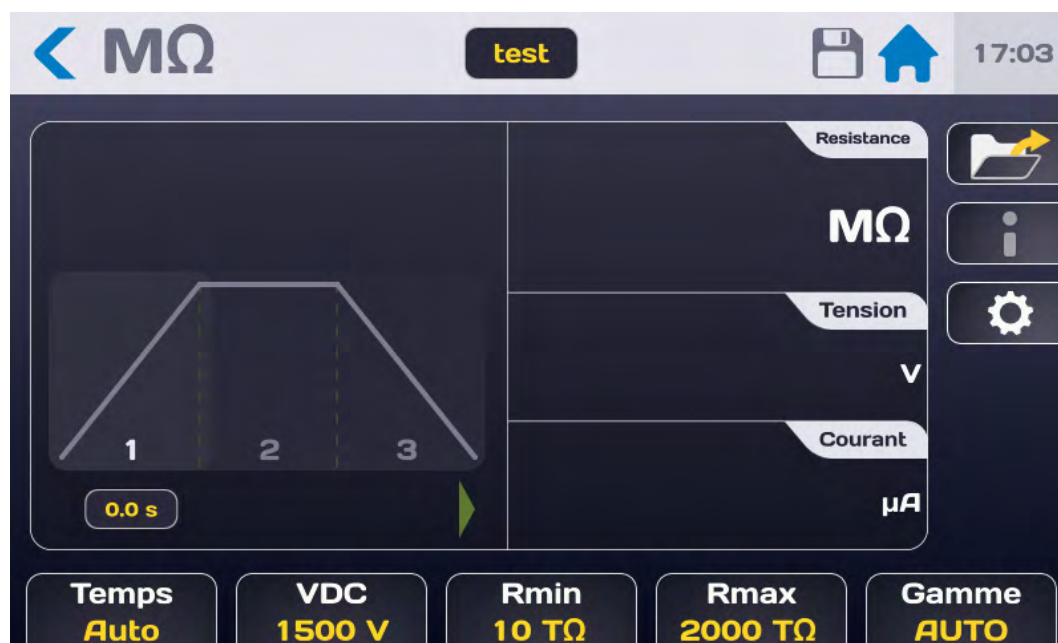 MΩ
test
17:03
Resistance
MΩ
Tension
V
Courant
µA
1
2
3
0.0 s
Temps
Auto
VDC
1500 V
Rmin
10 TΩ
Rmax
2000 TΩ
Gamme
AUTO